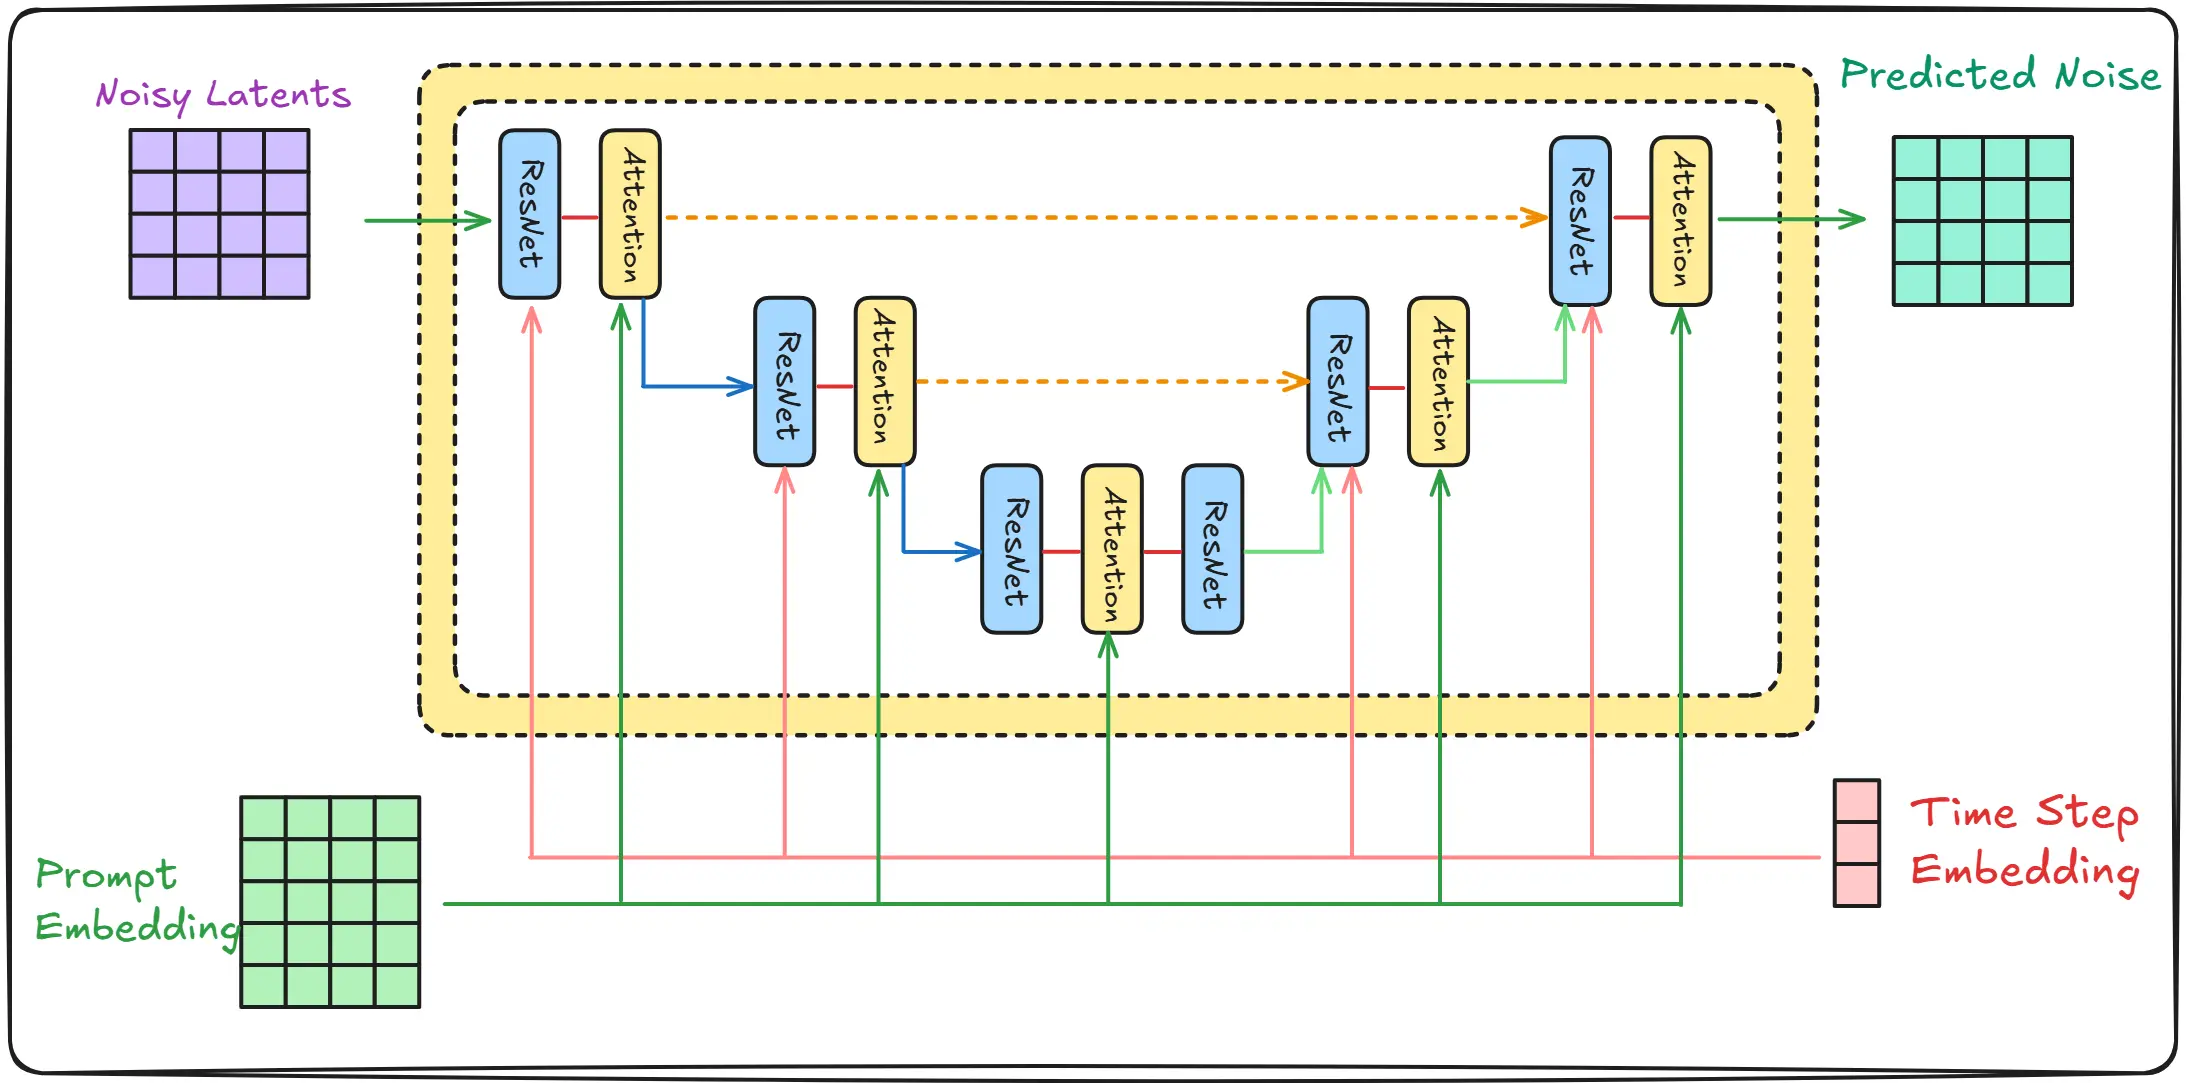 Noisy Latents
Predicted Noise
ResNet
Attention
ResNet
Attention
ResNet
Attention
ResNet
Attention
ResNet
Attention
ResNet
Prompt
Embedding
Time Step
Embedding